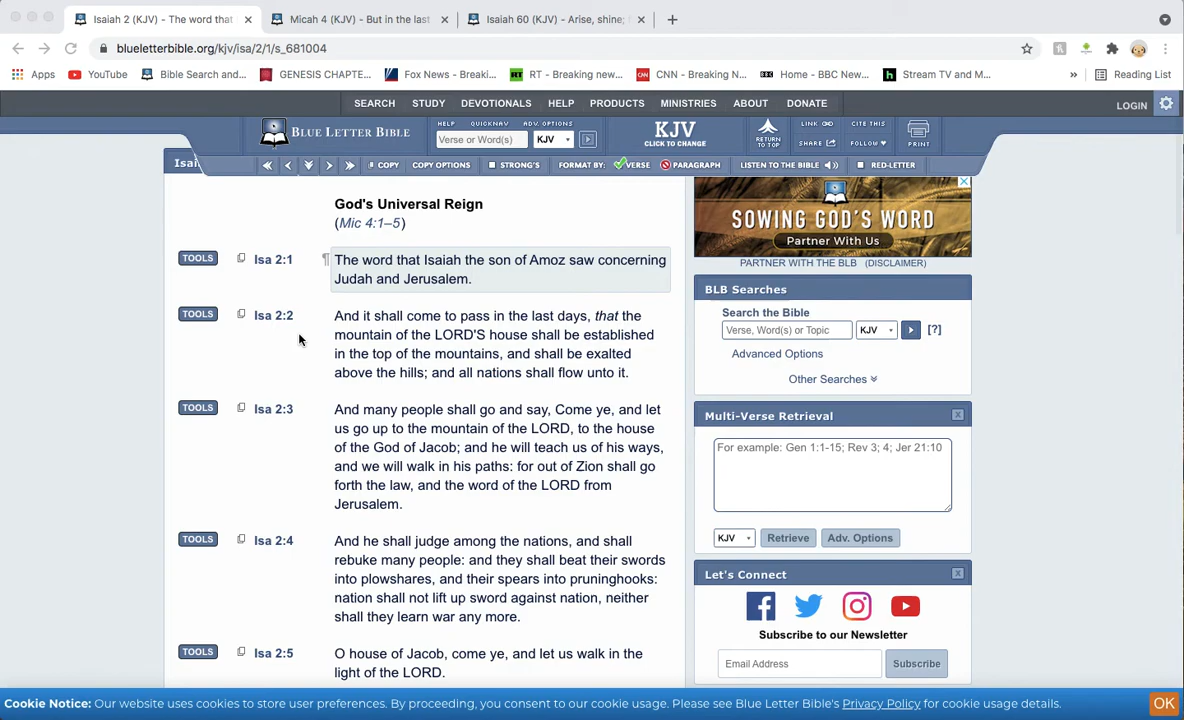 Isaiah 2 (KJV) - The word that
Micah 4 (KJV) - But in the last
Isaiah 60 (KJV) - Arise, shine;
blueletterbible.org/kjv/isa/2/1/s_681004
Apps YouTube Bible Search and... GENESIS CHAPTE... Fox News - Breaki... RT - Breaking new... CNN - Breaking N... Home - BBC New... Stream TV and M... » Reading List
SEARCH STUDY DEVOTIONALS HELP PRODUCTS MINISTRIES ABOUT DONATE LOGIN
BLUE LETTER BIBLE
HELP QUICKNAV ADV. OPTIONS
Verse or Word(s) KJV
KJV
CLICK TO CHANGE
RETURN
TO TOP
LINK CITE THIS
SHARE FOLLOW PRINT
Isai
COPY COPY OPTIONS STRONG'S FORMAT BY: VERSE PARAGRAPH LISTEN TO THE BIBLE RED-LETTER
God's Universal Reign
(Mic 4:1–5)
TOOLS Isa 2:1 ¶ The word that Isaiah the son of Amoz saw concerning
Judah and Jerusalem.
TOOLS Isa 2:2 And it shall come to pass in the last days, that the
mountain of the LORD'S house shall be established
in the top of the mountains, and shall be exalted
above the hills; and all nations shall flow unto it.
TOOLS Isa 2:3 And many people shall go and say, Come ye, and let
us go up to the mountain of the LORD, to the house
of the God of Jacob; and he will teach us of his ways,
and we will walk in his paths: for out of Zion shall go
forth the law, and the word of the LORD from
Jerusalem.
TOOLS Isa 2:4 And he shall judge among the nations, and shall
rebuke many people: and they shall beat their swords
into plowshares, and their spears into pruninghooks:
nation shall not lift up sword against nation, neither
shall they learn war any more.
TOOLS Isa 2:5 O house of Jacob, come ye, and let us walk in the
light of the LORD.
SOWING GOD'S WORD
Partner With Us
PARTNER WITH THE BLB (DISCLAIMER)
BLB Searches
Search the Bible
Verse, Word(s) or Topic KJV [?]
Advanced Options
Other Searches
Multi-Verse Retrieval
For example: Gen 1:1-15; Rev 3; 4; Jer 21:10
KJV Retrieve Adv. Options
Let's Connect
Subscribe to our Newsletter
Email Address Subscribe
Cookie Notice: Our website uses cookies to store user preferences. By proceeding, you consent to our cookie usage. Please see Blue Letter Bible's Privacy Policy for cookie usage details. OK